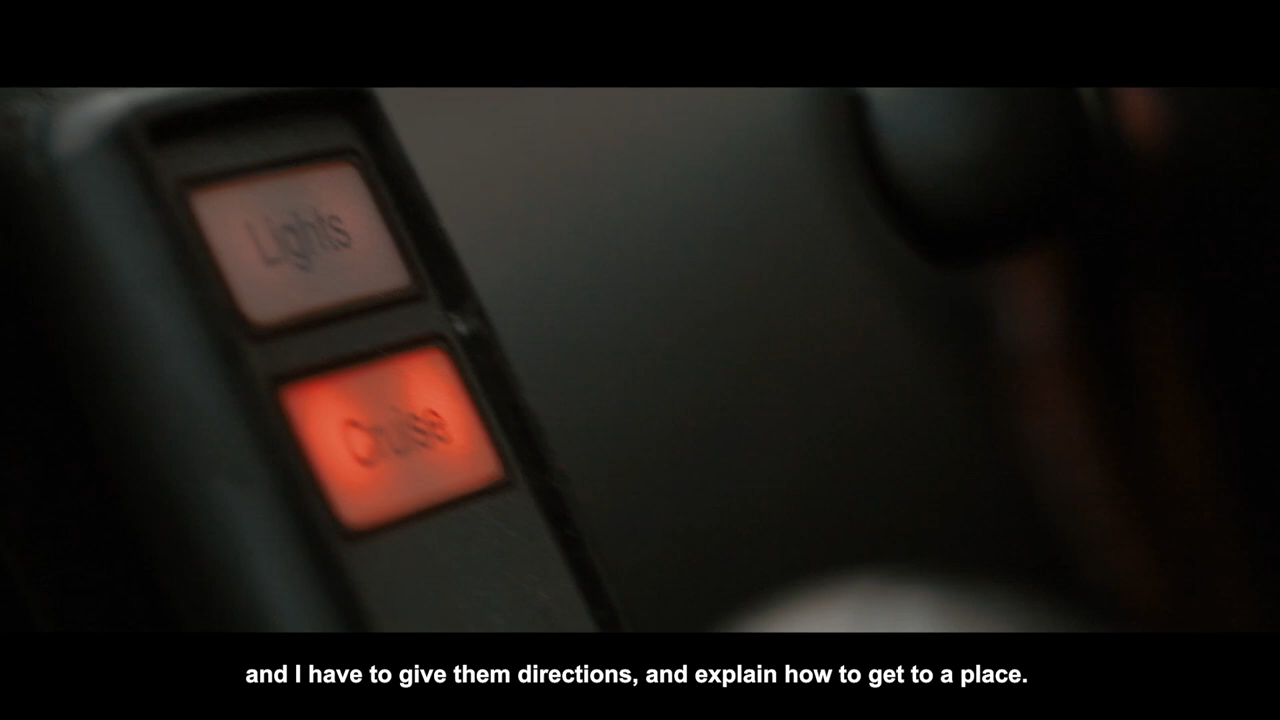 Lights
Cruise
and I have to give them directions, and explain how to get to a place.